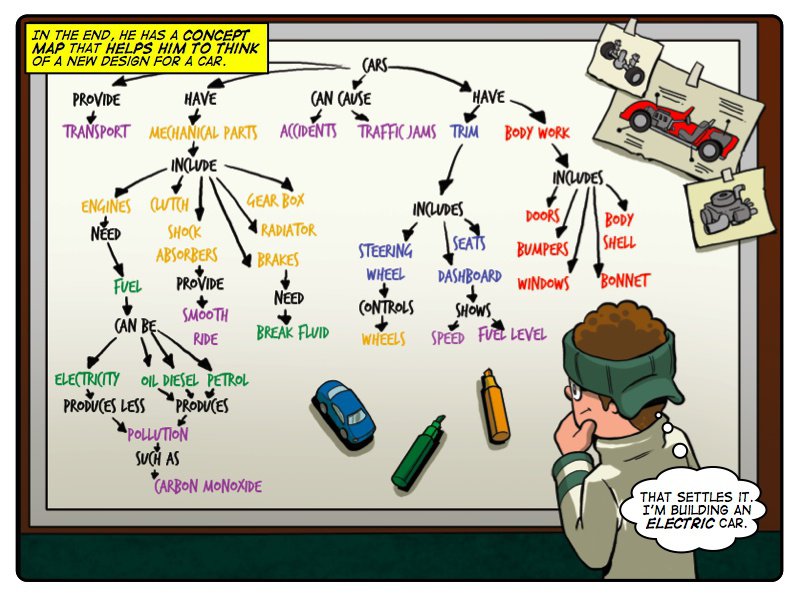 IN THE END, HE HAS A CONCEPT
MAP THAT HELPS HIM TO THINK
OF A NEW DESIGN FOR A CAR.
CARS
PROVIDE
HAVE
CAN CAUSE
HAVE
TRANSPORT
MECHANICAL PARTS
ACCIDENTS
TRAFFIC JAMS
TRIM
BODY WORK
INCLUDE
INCLUDES
ENGINES
CLUTCH
GEAR BOX
INCLUDES
DOORS
BODY
SHELL
NEED
SHOCK
ABSORBERS
RADIATOR
BRAKES
STEERING
WHEEL
SEATS
DASHBOARD
BUMPERS
WINDOWS
BONNET
FUEL
PROVIDE
NEED
CONTROLS
SHOWS
SMOOTH
RIDE
BREAK FLUID
WHEELS
SPEED
FUEL LEVEL
CAN BE
ELECTRICITY
OIL
DIESEL
PETROL
PRODUCES LESS
PRODUCES
POLLUTION
SUCH AS
CARBON MONOXIDE
THAT SETTLES IT.
I'M BUILDING AN
ELECTRIC CAR.